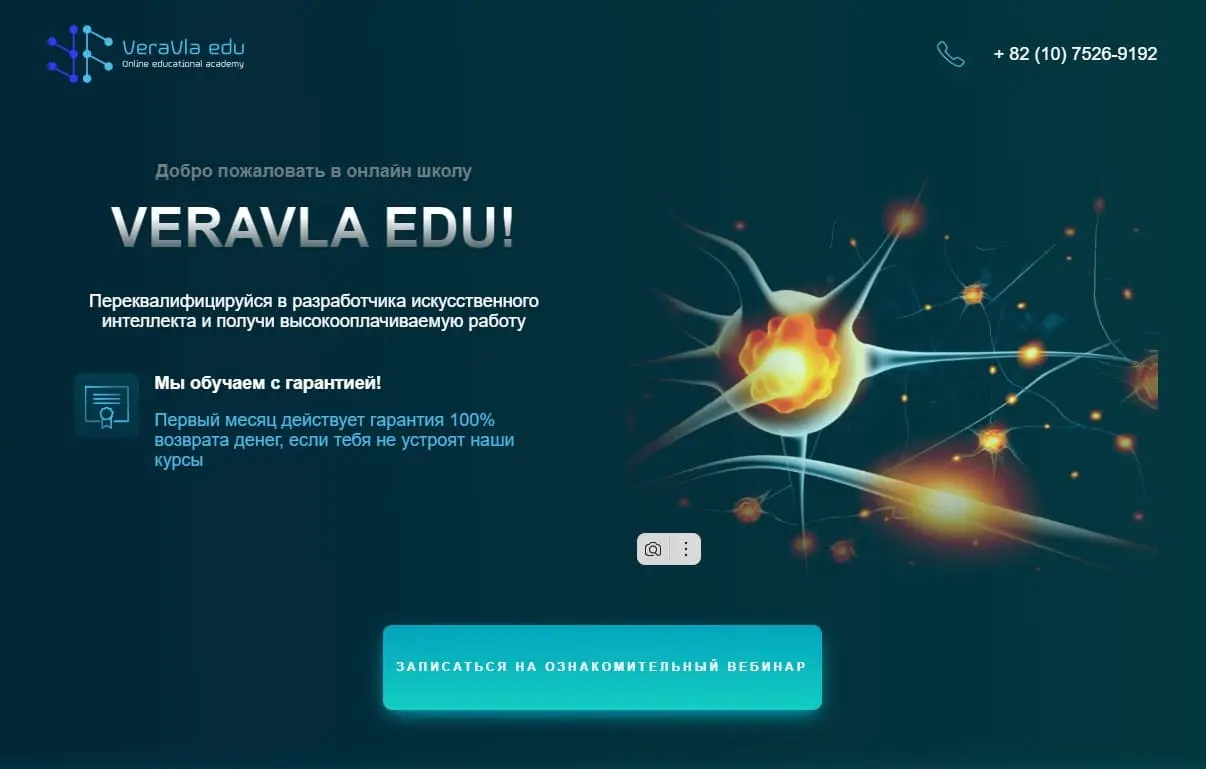 VeraVla edu
Online educational academy
+ 82 (10) 7526-9192
Добро пожаловать в онлайн школу
VERAVLA EDU!
Переквалифицируйся в разработчика искусственного
интеллекта и получи высокооплачиваемую работу
Мы обучаем с гарантией!
Первый месяц действует гарантия 100%
возврата денег, если тебя не устроят наши
курсы
ЗАПИСАТЬСЯ НА ОЗНАКОМИТЕЛЬНЫЙ ВЕБИНАР